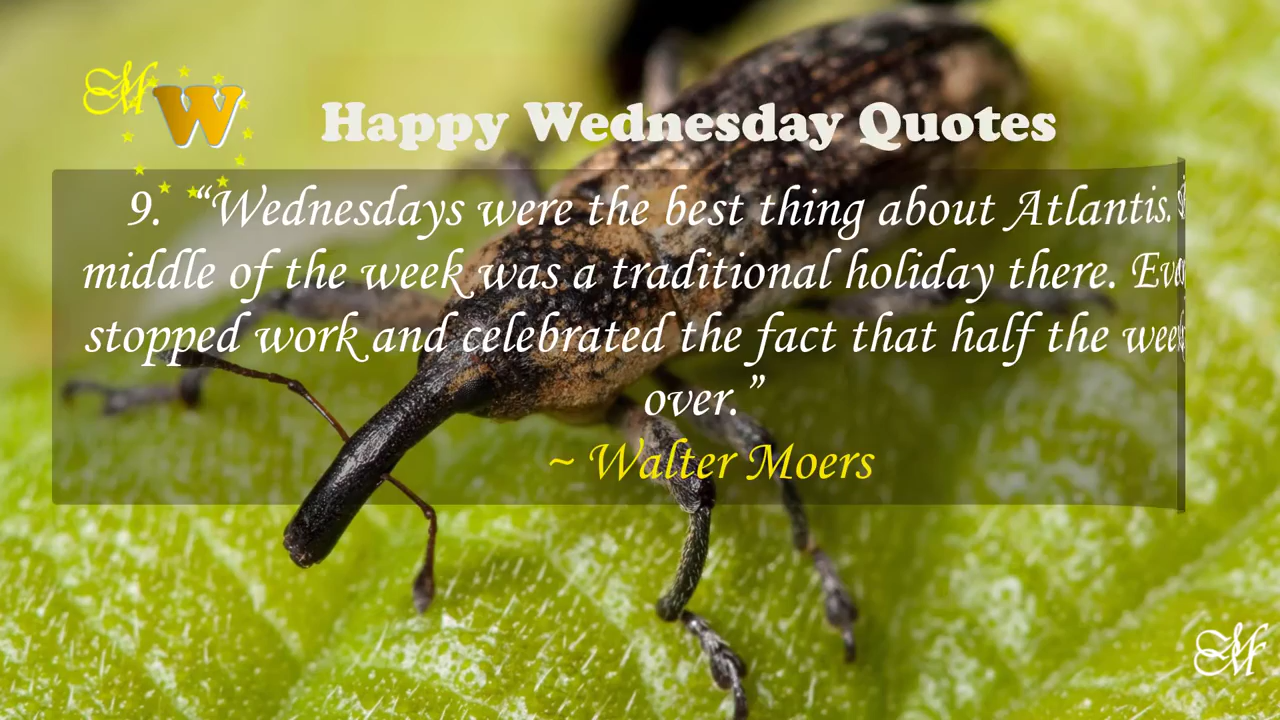 M
W
Happy Wednesday Quotes
9. “Wednesdays were the best thing about Atlantis.
middle of the week was a traditional holiday there.
stopped work and celebrated the fact that half the
over.”
~ Walter Moers
M